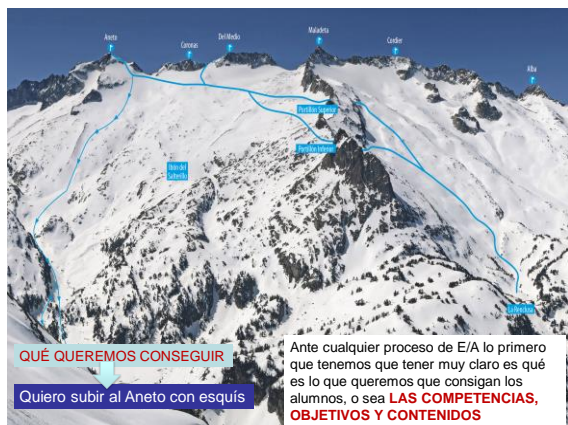 Aneto
Coronas
Del Medio
Maladeta
Cordier
Alba
Portillón Superior
Portillón Inferior
Ibón del
Salterillo
La Renclusa
QUÉ QUEREMOS CONSEGUIR
Quiero subir al Aneto con esquís
Ante cualquier proceso de E/A lo primero
que tenemos que tener muy claro es qué
es lo que queremos que consigan los
alumnos, o sea LAS COMPETENCIAS,
OBJETIVOS Y CONTENIDOS